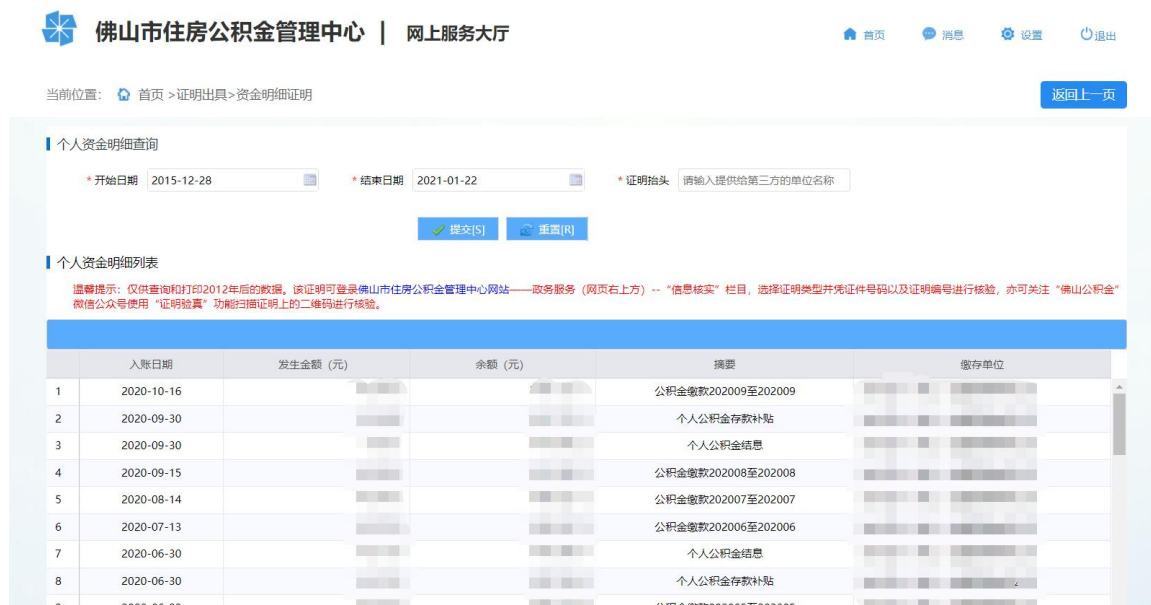 佛山市住房公积金管理中心 | 网上服务大厅
首页 消息 设置 退出
当前位置： 首页 >证明出具>资金明细证明
返回上一页
个人资金明细查询
* 开始日期 2015-12-28 * 结束日期 2021-01-22 * 证明抬头 请输入提供给第三方的单位名称
提交[S] 重置[R]
个人资金明细列表
温馨提示：仅供查询和打印2012年后的数据。该证明可登录佛山市住房公积金管理中心网站——政务服务（网页右上方）--“信息核实”栏目，选择证明类型并凭证件号码以及证明编号进行核验，亦可关注“佛山公积金”
微信公众号使用“证明验真”功能扫描证明上的二维码进行核验。
入账日期 发生金额（元） 余额（元） 摘要 缴存单位
1 2020-10-16 公积金缴款202009至202009
2 2020-09-30 个人公积金存款补贴
3 2020-09-30 个人公积金结息
4 2020-09-15 公积金缴款202008至202008
5 2020-08-14 公积金缴款202007至202007
6 2020-07-13 公积金缴款202006至202006
7 2020-06-30 个人公积金结息
8 2020-06-30 个人公积金存款补贴